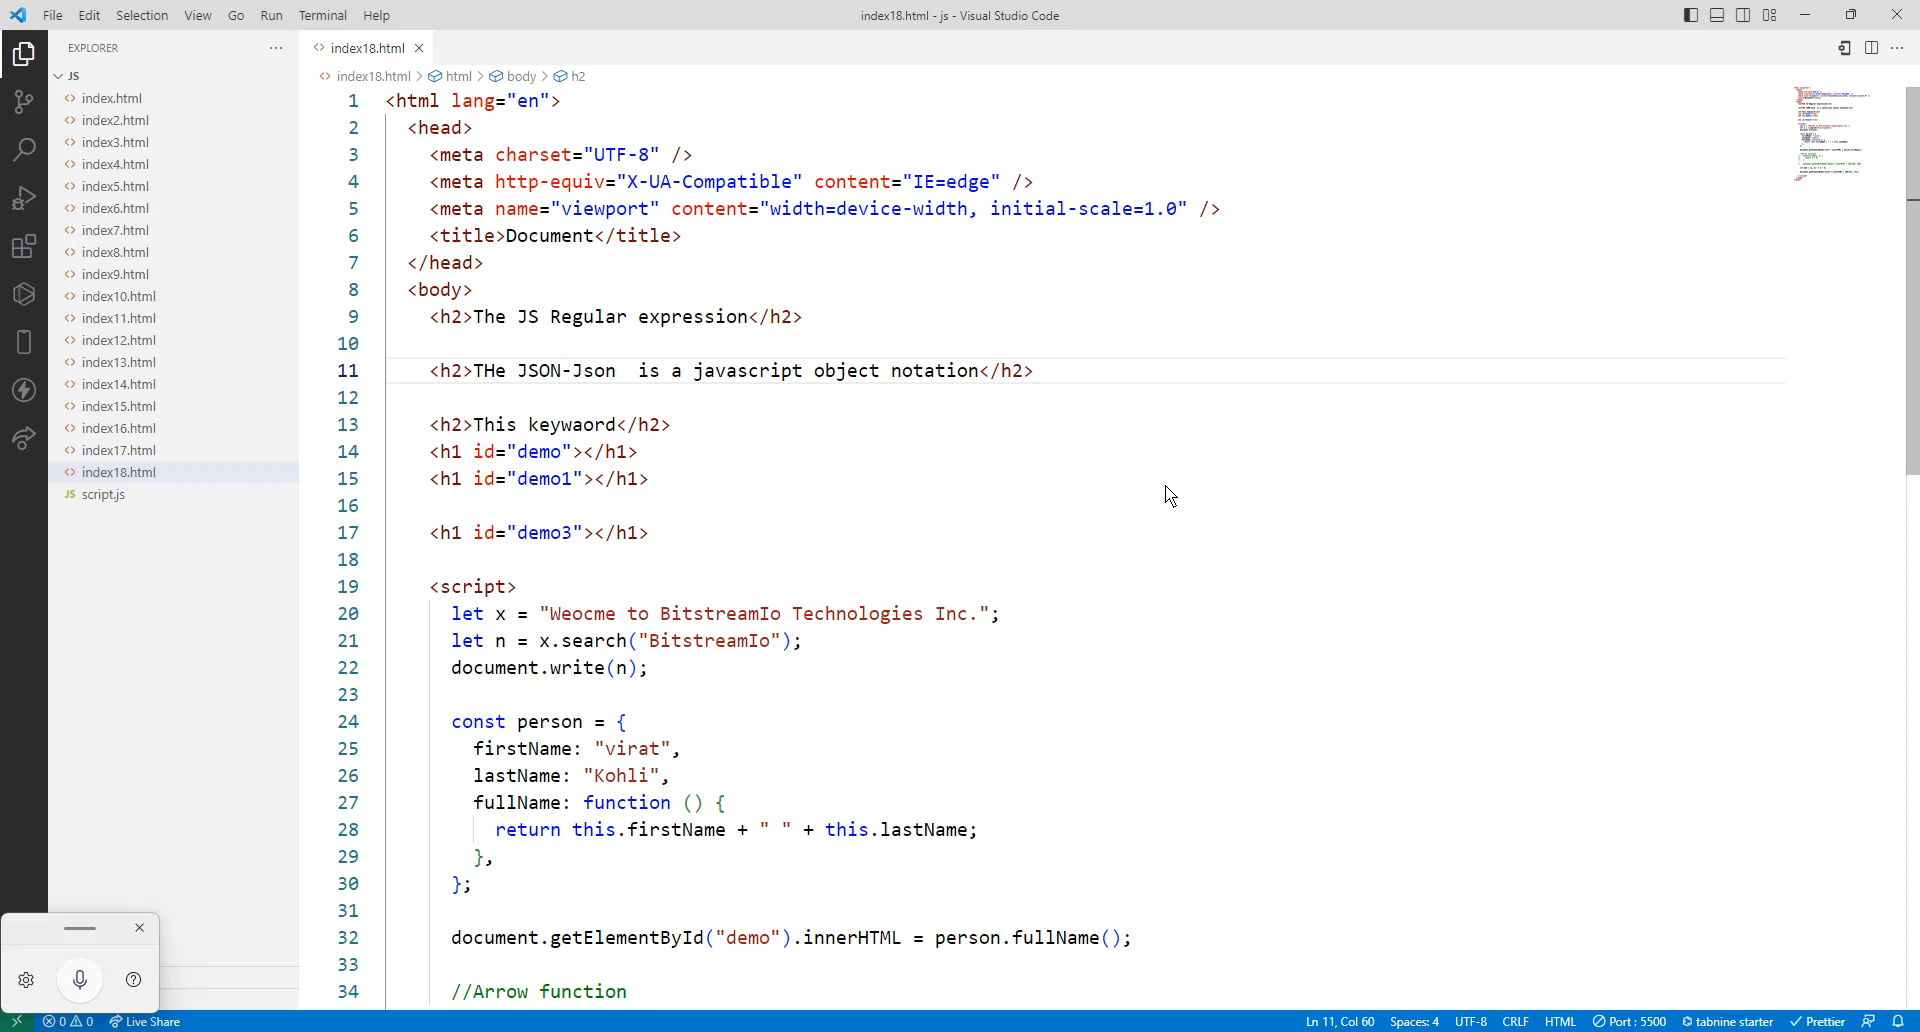 File Edit Selection View Go Run Terminal Help
index18.html - js - Visual Studio Code
EXPLORER
JS
index.html
index2.html
index3.html
index4.html
index5.html
index6.html
index7.html
index8.html
index9.html
index10.html
index11.html
index12.html
index13.html
index14.html
index15.html
index16.html
index17.html
index18.html
JS script.js
index18.html
index18.html > html > body > h2
1 <html lang="en">
2 <head>
3 <meta charset="UTF-8" />
4 <meta http-equiv="X-UA-Compatible" content="IE=edge" />
5 <meta name="viewport" content="width=device-width, initial-scale=1.0" />
6 <title>Document</title>
7 </head>
8 <body>
9 <h2>The JS Regular expression</h2>
10
11 <h2>THe JSON-Json  is a javascript object notation</h2>
12
13 <h2>This keywaord</h2>
14 <h1 id="demo"></h1>
15 <h1 id="demo1"></h1>
16
17 <h1 id="demo3"></h1>
18
19 <script>
20 let x = "Weocme to BitstreamIo Technologies Inc.";
21 let n = x.search("BitstreamIo");
22 document.write(n);
23
24 const person = {
25 firstName: "virat",
26 lastName: "Kohli",
27 fullName: function () {
28 return this.firstName + " " + this.lastName;
29 },
30 };
31
32 document.getElementById("demo").innerHTML = person.fullName();
33
34 //Arrow function
0 0 Live Share
Ln 11, Col 60 Spaces: 4 UTF-8 CRLF HTML Port : 5500 tabnine starter Prettier